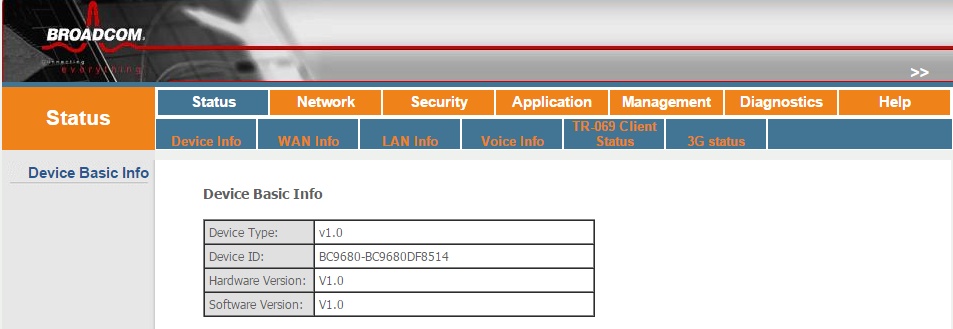 BROADCOM.
Connecting
everything
>>
Status
Status Network Security Application Management Diagnostics Help
Device Info WAN Info LAN Info Voice Info TR-069 Client Status 3G status
Device Basic Info
Device Basic Info
Device Type: v1.0
Device ID: BC9680-BC9680DF8514
Hardware Version: V1.0
Software Version: V1.0